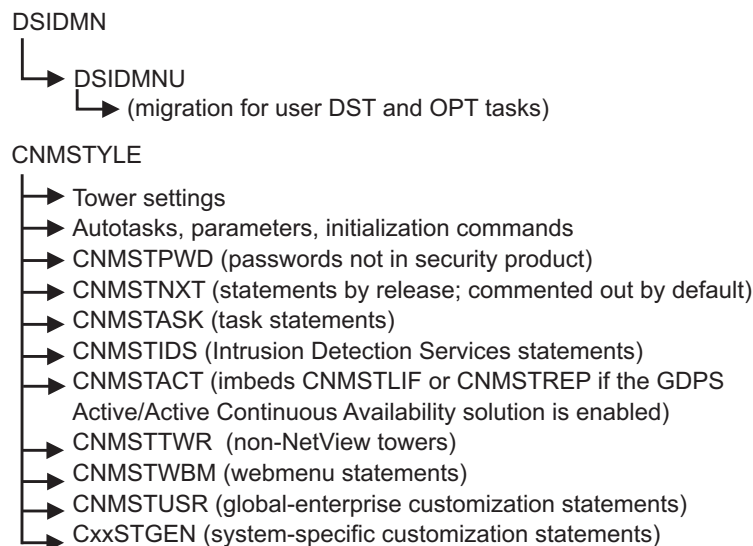 DSIDMN
DSIDMNU
(migration for user DST and OPT tasks)
CNMSTYLE
Tower settings
Autotasks, parameters, initialization commands
CNMSTPWD (passwords not in security product)
CNMSTNXT (statements by release; commented out by default)
CNMSTASK (task statements)
CNMSTIDS (Intrusion Detection Services statements)
CNMSTACT (imbeds CNMSTLIF or CNMSTREP if the GDPS
Active/Active Continuous Availability solution is enabled)
CNMSTTWR (non-NetView towers)
CNMSTWBM (webmenu statements)
CNMSTUSR (global-enterprise customization statements)
CxxSTGEN (system-specific customization statements)